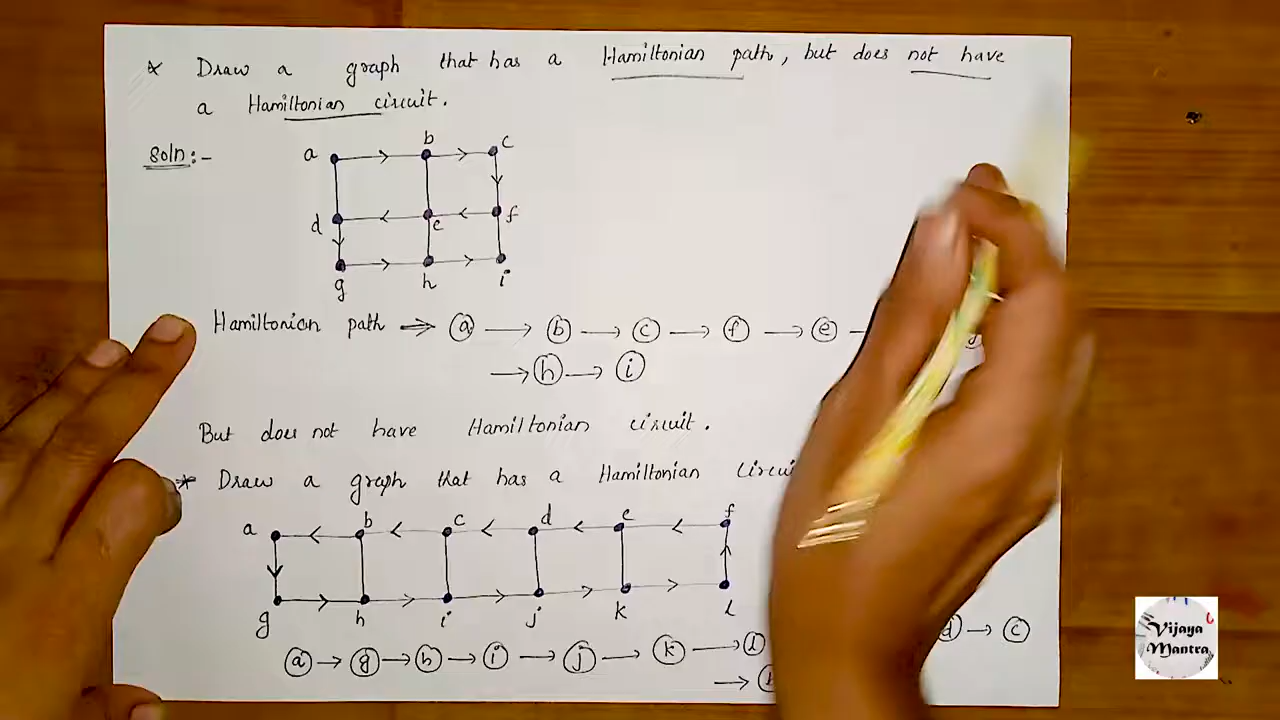 * Draw a graph that has a Hamiltonian path, but does not have
a Hamiltonian circuit.
Soln:-
a b c
d e f
g h i
Hamiltonian path ⇒ a → b → c → f → e
→ h → i
But does not have Hamiltonian circuit.
* Draw a graph that has a Hamiltonian
a b c d e f
g h i j k l
a → g → h → i → j → k → l
d → c
→
Vijaya
Mantra